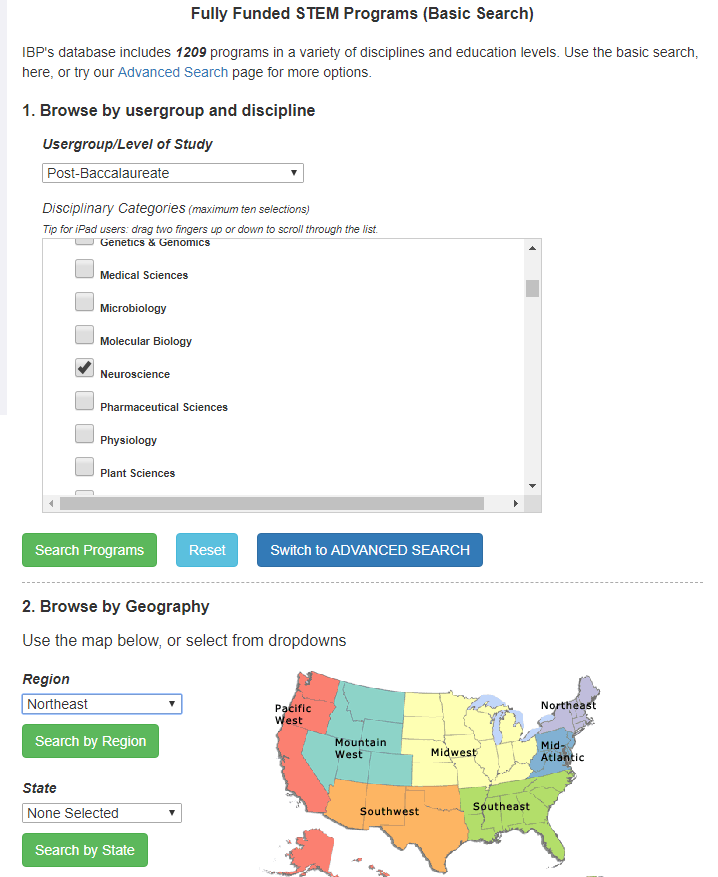 Fully Funded STEM Programs (Basic Search)
IBP's database includes 1209 programs in a variety of disciplines and education levels. Use the basic search,
here, or try our Advanced Search page for more options.
1. Browse by usergroup and discipline
Usergroup/Level of Study
Post-Baccalaureate
Disciplinary Categories (maximum ten selections)
Tip for iPad users: drag two fingers up or down to scroll through the list.
Genetics & Genomics
Medical Sciences
Microbiology
Molecular Biology
Neuroscience
Pharmaceutical Sciences
Physiology
Plant Sciences
Search Programs
Reset
Switch to ADVANCED SEARCH
2. Browse by Geography
Use the map below, or select from dropdowns
Region
Northeast
Search by Region
State
None Selected
Search by State
Pacific
West
Mountain
West
Midwest
Northeast
Mid-
Atlantic
Southwest
Southeast